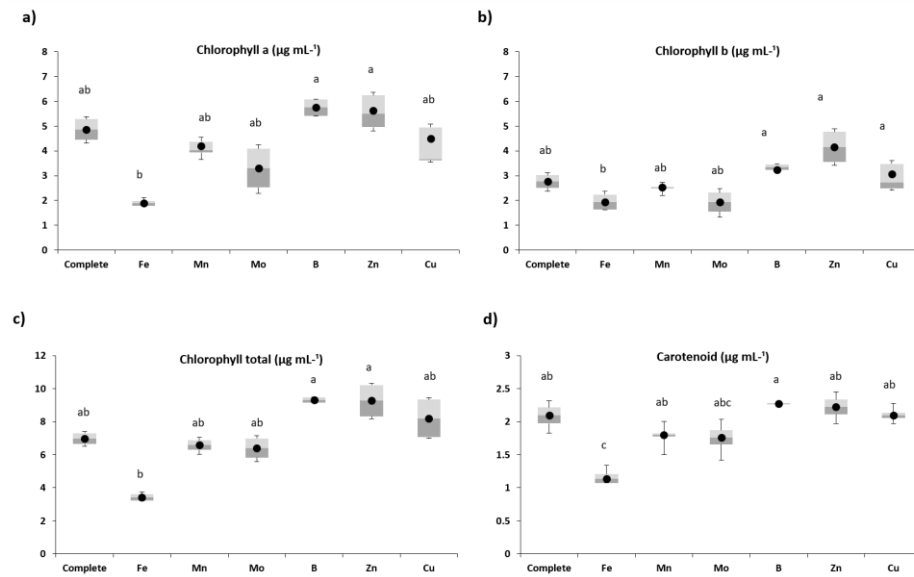 a)
Chlorophyll a (µg mL-¹)
8
7
6
5
4
3
2
1
0
ab
b
ab
ab
a
a
ab
Complete Fe Mn Mo B Zn Cu
b)
Chlorophyll b (µg mL-¹)
8
7
6
5
4
3
2
1
0
ab
b
ab
ab
a
a
a
Complete Fe Mn Mo B Zn Cu
c)
Chlorophyll total (µg mL-¹)
12
10
8
6
4
2
0
ab
b
ab
ab
a
a
ab
Complete Fe Mn Mo B Zn Cu
d)
Carotenoid (µg mL-¹)
3
2.5
2
1.5
1
0.5
0
ab
c
ab
abc
a
ab
ab
Complete Fe Mn Mo B Zn Cu